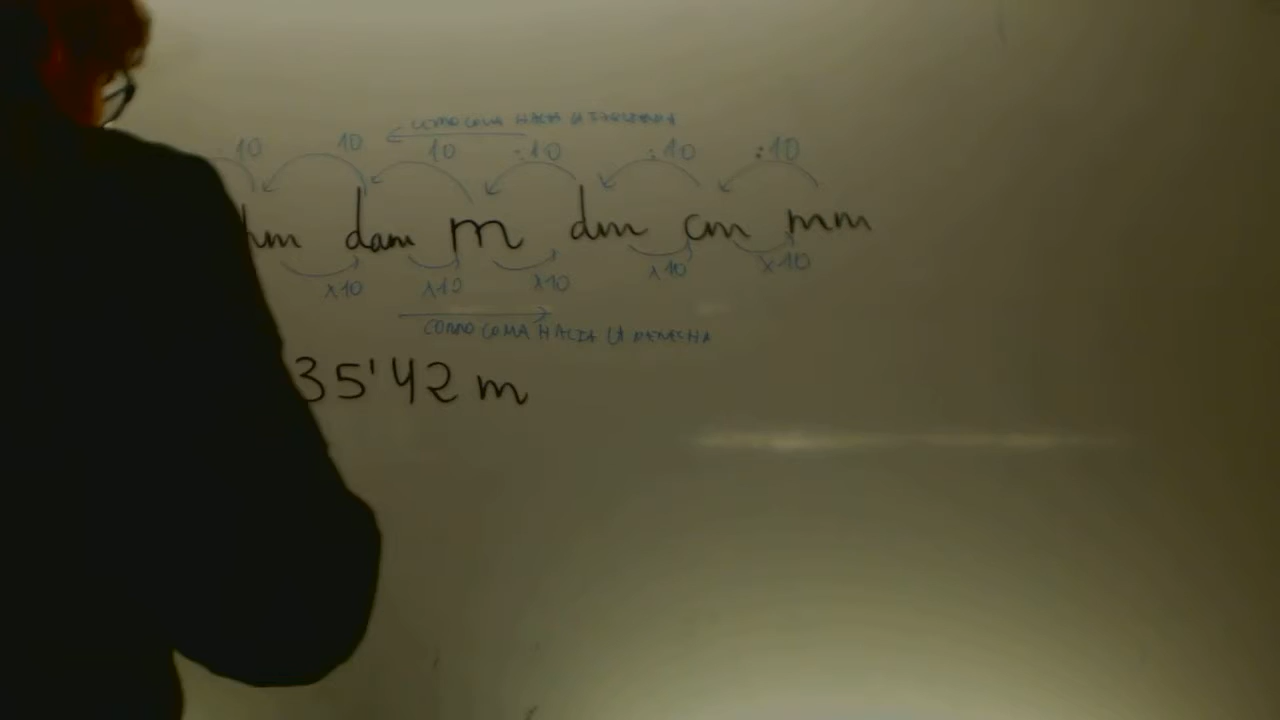 CORRO COMA HACIA LA IZQUIERDA
:10 10 10 :10 :10 :10
hm dam m dm cm mm
x10 x10 x10 x10 x10
CORRO COMA HACIA LA DERECHA
35'42 m